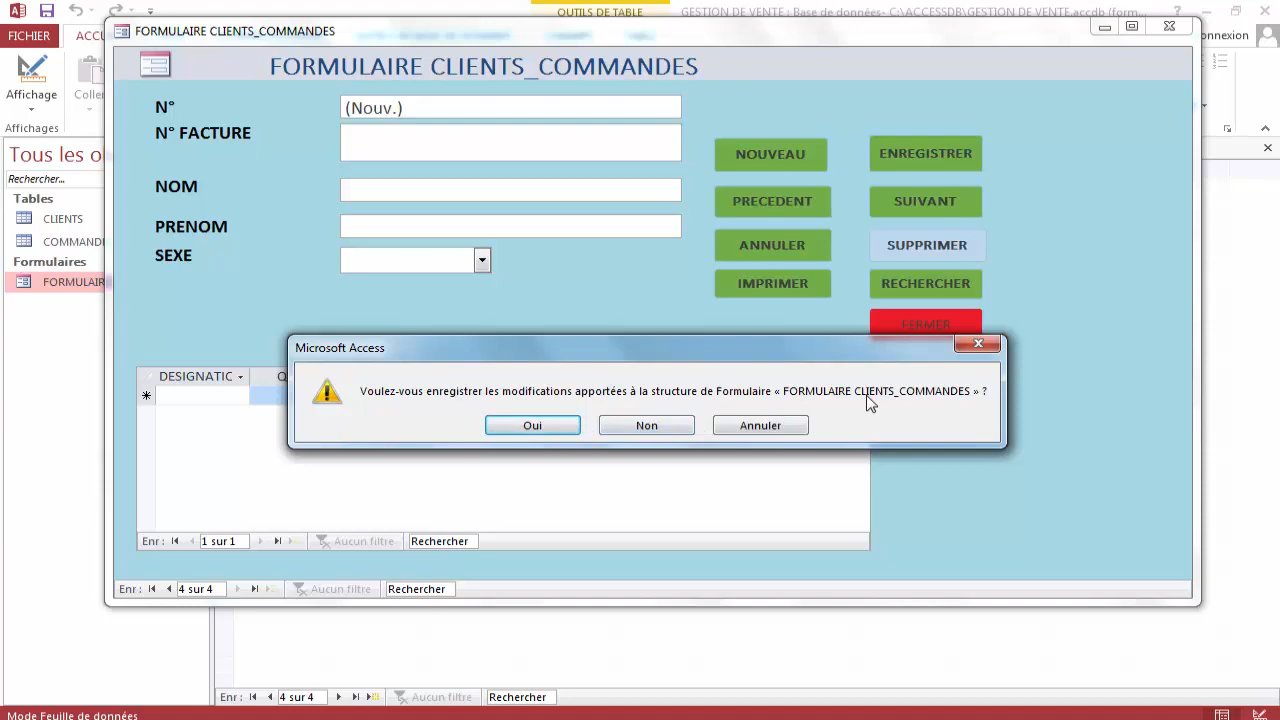 OUTILS DE TABLE
GESTION DE VENTE : Base de données- C:\ACCESSDB\GESTION DE VENTE.accdb (form...
?
FICHIER
ACCU
onnexion
Affichage
Coller
Affichages
FORMULAIRE CLIENTS_COMMANDES
FORMULAIRE CLIENTS_COMMANDES
N°
(Nouv.)
N° FACTURE
NOM
PRENOM
SEXE
NOUVEAU
ENREGISTRER
PRECEDENT
SUIVANT
ANNULER
SUPPRIMER
IMPRIMER
RECHERCHER
FERMER
Tous les o
Rechercher...
Tables
CLIENTS
COMMAND
Formulaires
FORMULAIR
Microsoft Access
Voulez-vous enregistrer les modifications apportées à la structure de Formulaire « FORMULAIRE CLIENTS_COMMANDES » ?
Oui
Non
Annuler
DESIGNATIC
Q
Enr :
1 sur 1
Aucun filtre
Rechercher
Enr :
4 sur 4
Aucun filtre
Rechercher
Enr :
4 sur 4
Aucun filtre
Rechercher
Mode Feuille de données